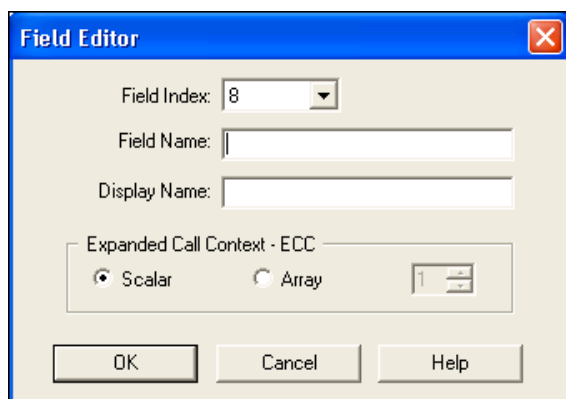 Field Editor
Field Index: 8
Field Name:
Display Name:
Expanded Call Context - ECC
Scalar Array 1
OK Cancel Help